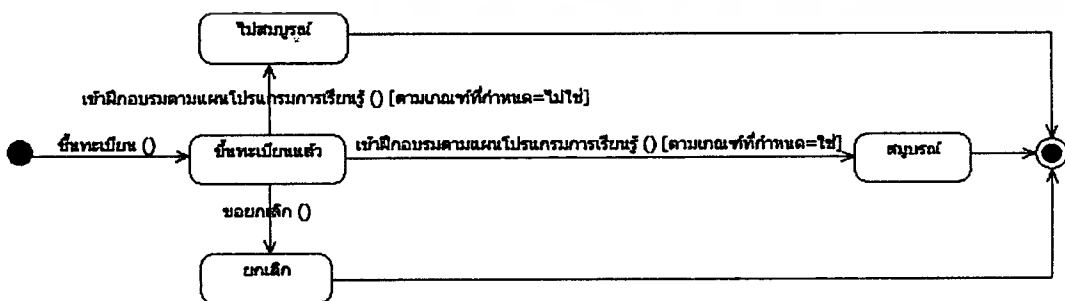 ไม่สมบูรณ์
เข้าฝึกอบรมตามแผนโปรแกรมการเรียนรู้ () [ตามเกณฑ์ที่กำหนด=ไม่ใช่]
ขึ้นทะเบียน ()
ขึ้นทะเบียนแล้ว
เข้าฝึกอบรมตามแผนโปรแกรมการเรียนรู้ () [ตามเกณฑ์ที่กำหนด=ใช่]
สมูบรณ์
ขอยกเลิก ()
ยกเลิก